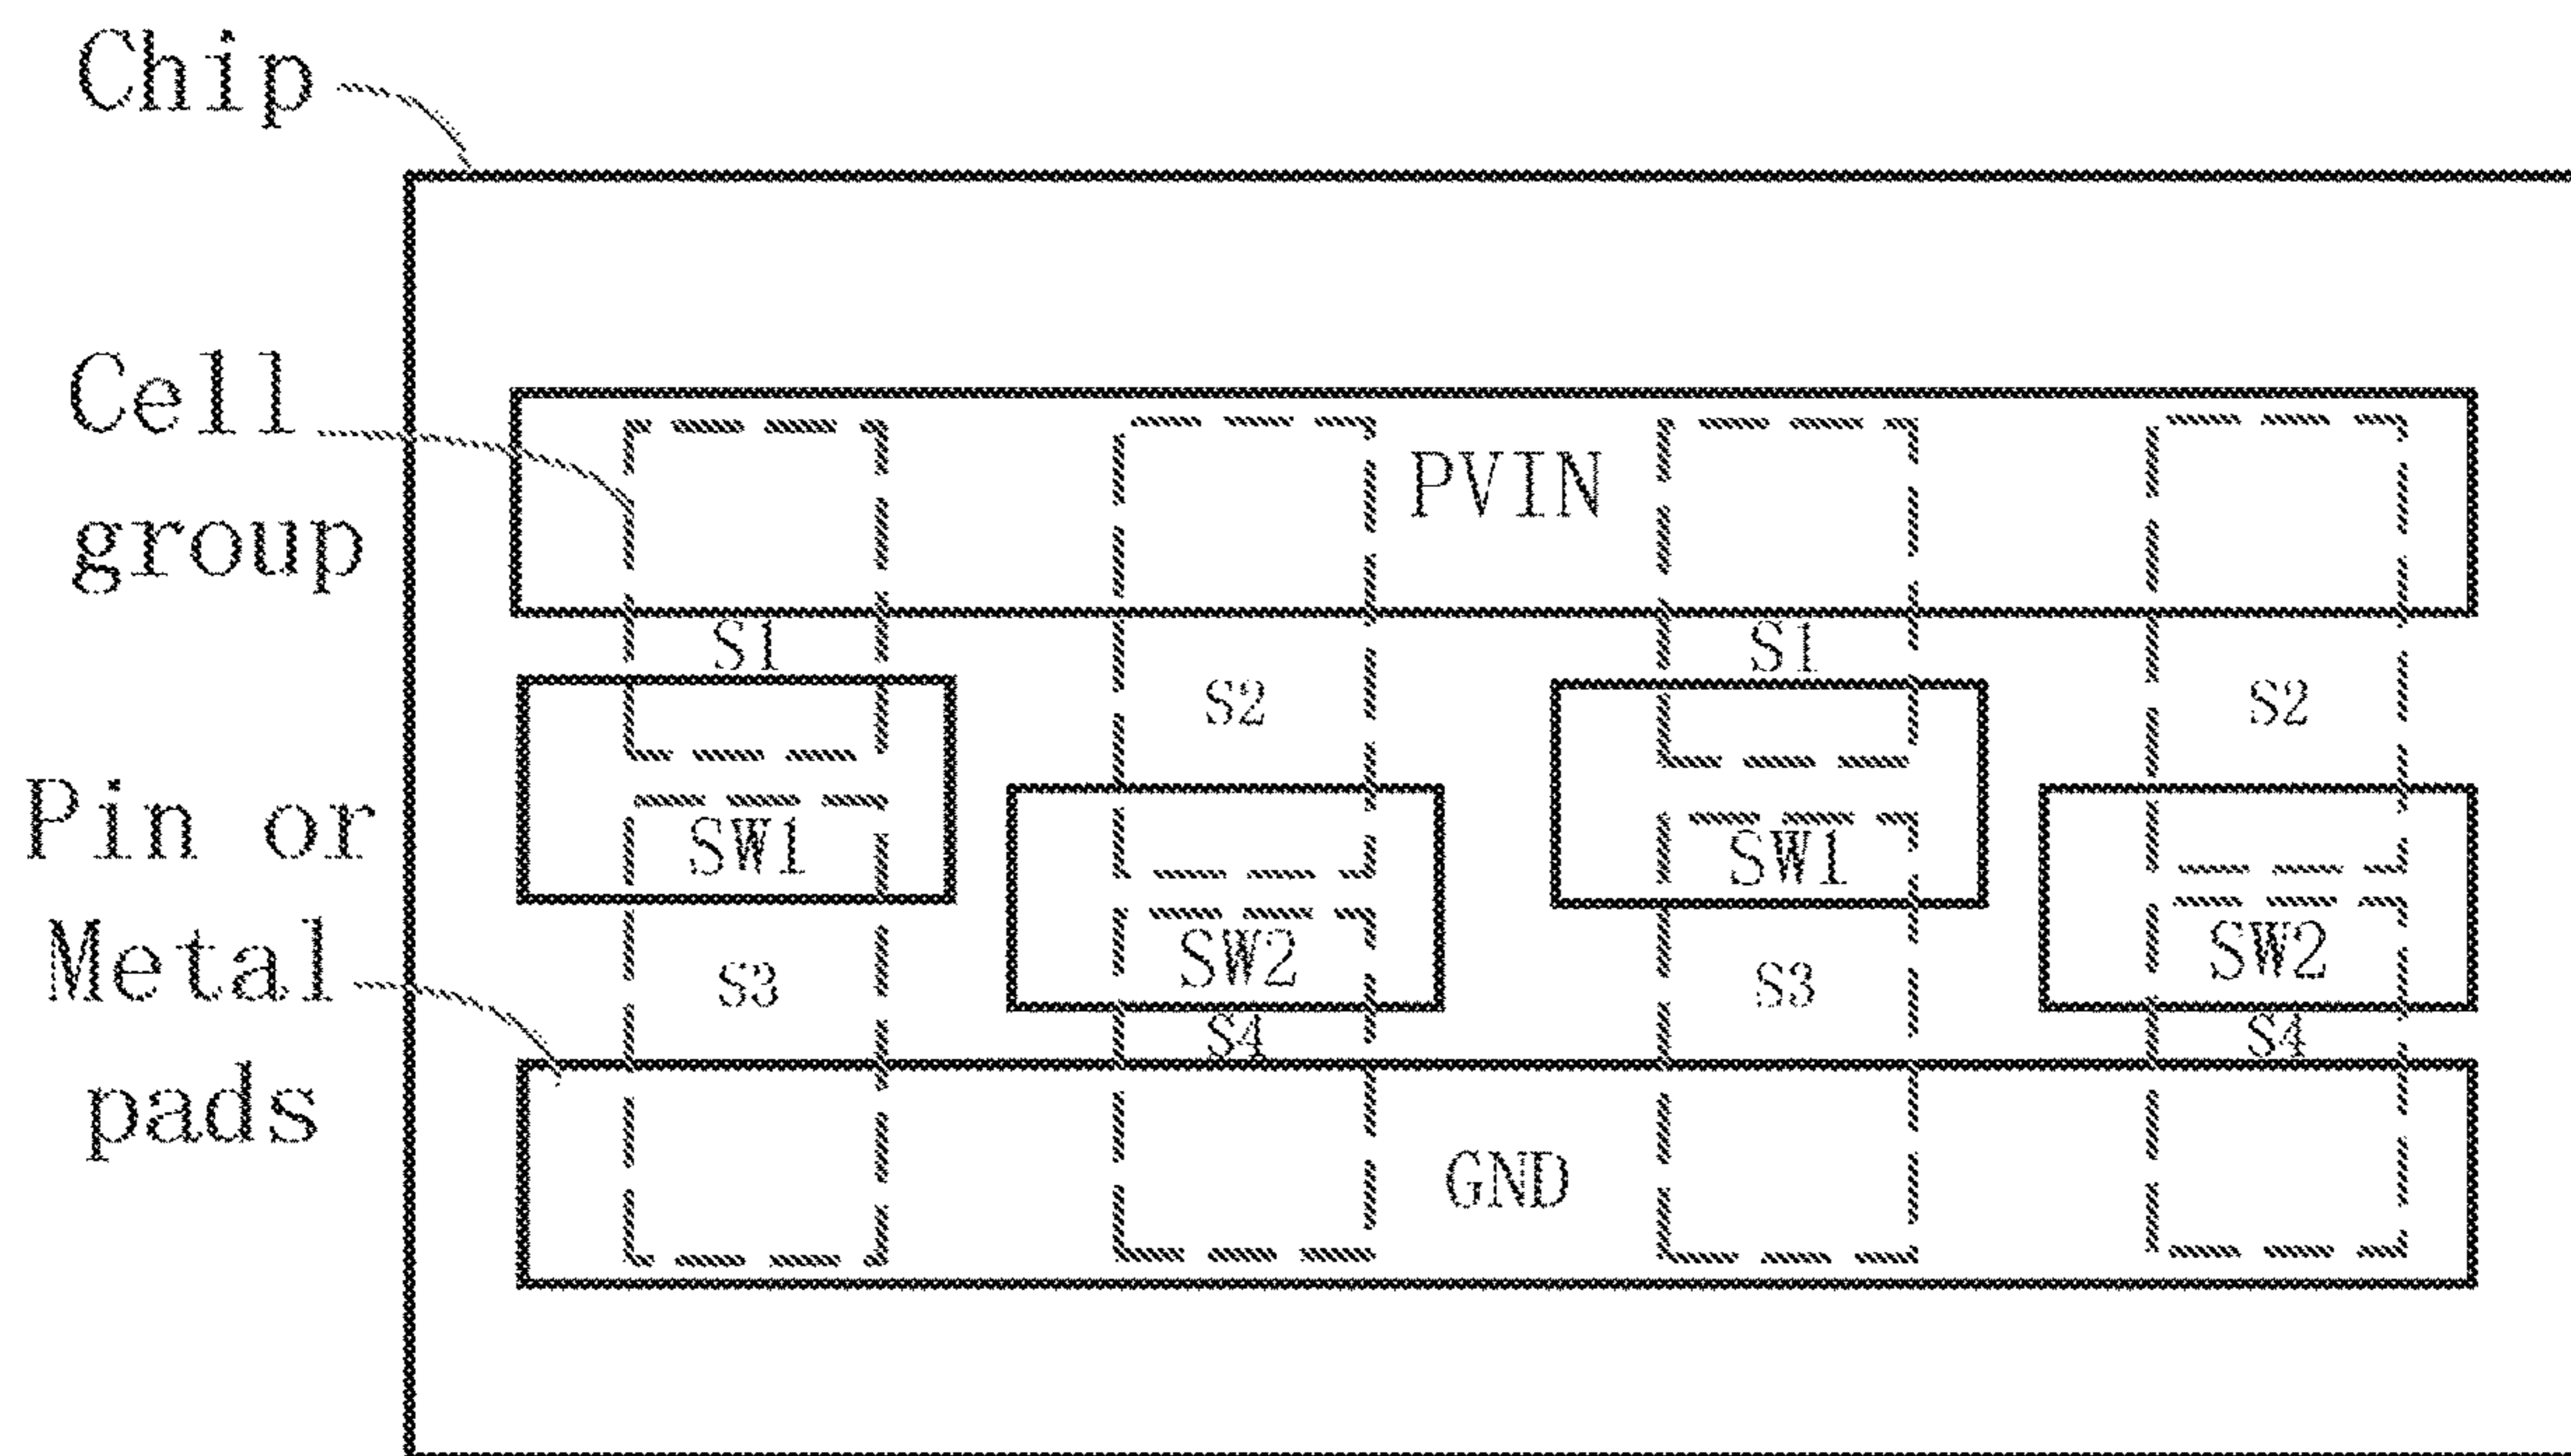 Chip
Cell
group
PVIN
S1
S1
S2
S2
Pin or
Metal
pads
SW1
SW1
SW2
SW2
S3
S3
S4
S4
GND